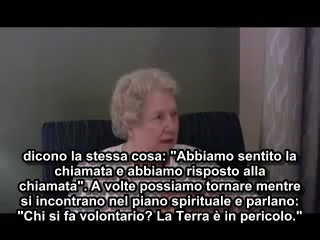 dicono la stessa cosa: "Abbiamo sentito la
chiamata e abbiamo risposto alla
chiamata". A volte possiamo tornare mentre
si incontrano nel piano spirituale e parlano:
"Chi si fa volontario? La Terra è in pericolo."